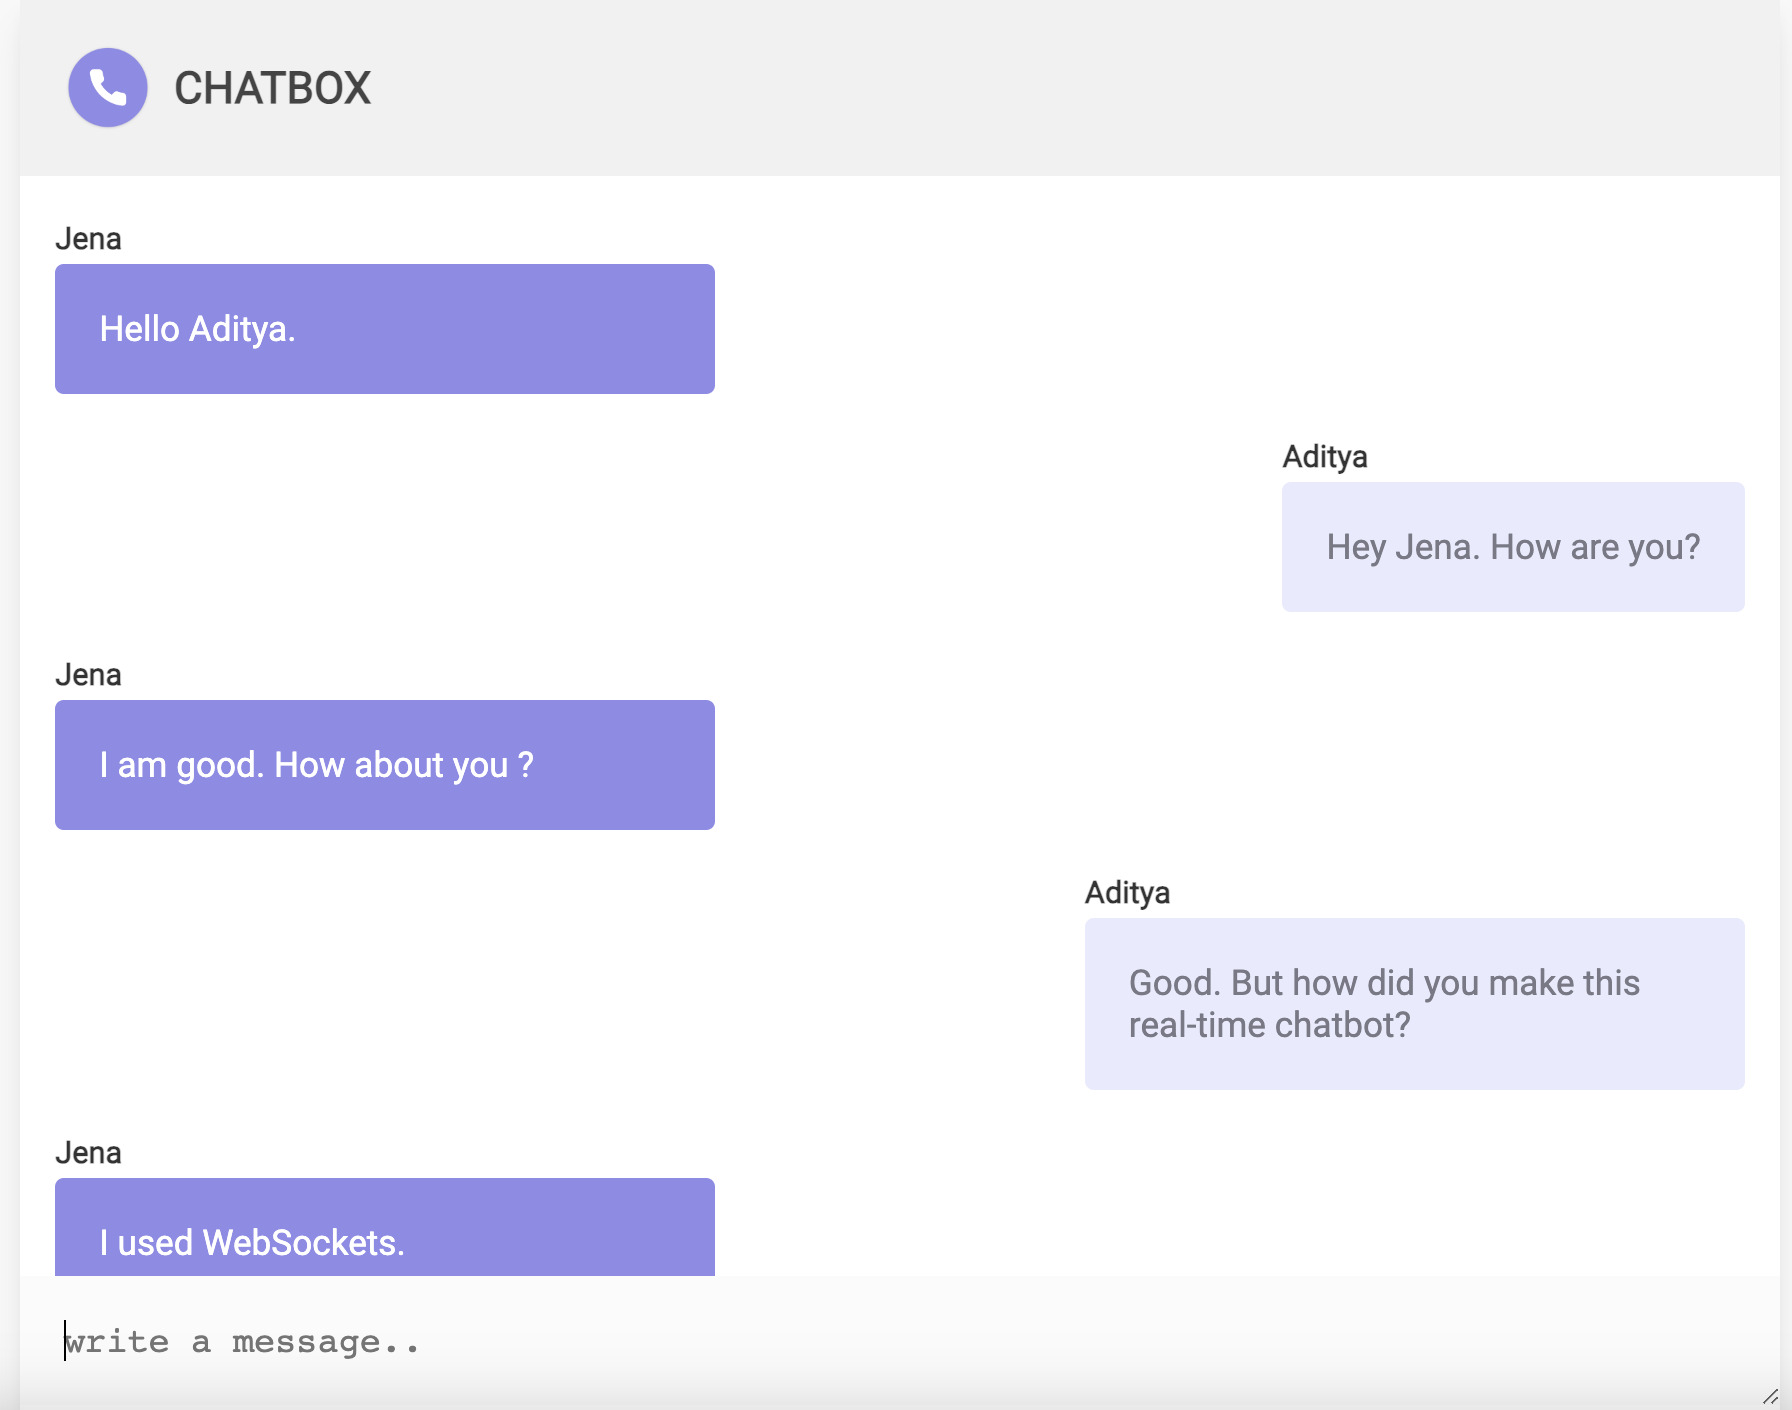 CHATBOX
Jena
Hello Aditya.
Aditya
Hey Jena. How are you?
Jena
I am good. How about you ?
Aditya
Good. But how did you make this
real-time chatbot?
Jena
I used WebSockets.
write a message..